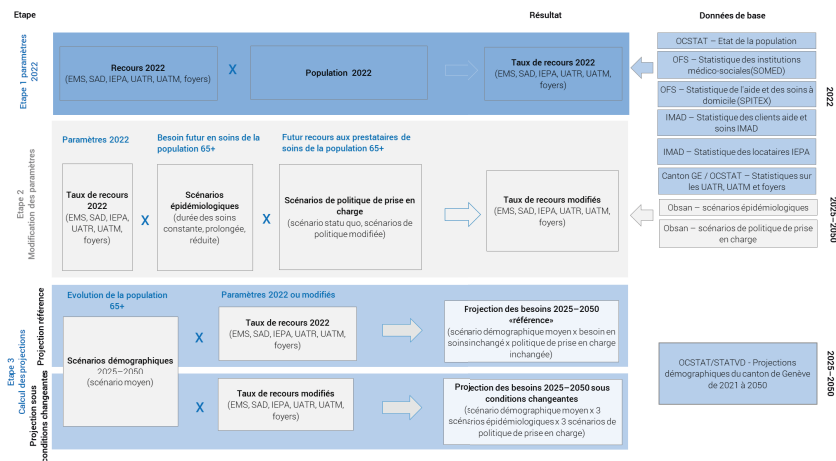 Etape
Résultat
Données de base
Etape 1 paramètres
2022
Recours 2022
(EMS, SAD, IEPA, UATR, UATM, foyers)
X
Population 2022
Taux de recours 2022
(EMS, SAD, IEPA, UATR, UATM,
foyers)
OCSTAT – Etat de la population
OFS – Statistique des institutions
médico-sociales(SOMED)
OFS – Statistique de l'aide et des soins à
domicile(SPITEX)
IMAD – Statistique des clients aide et
soins IMAD
IMAD – Statistique des locataires IEPA
Canton GE / OCSTAT – Statistiques sur
les UATR, UATM et foyers
2022
Etape 2
Modification des paramètres
Paramètres 2022
Besoin futur en soins de la
population 65+
Futur recours aux prestataires de
soins de la population 65+
Taux de recours
2022
(EMS, SAD, IEPA,
UATR, UATM,
foyers)
X
Scénarios
épidémiologiques
(durée des soins
constante, prolongée,
réduite)
X
Scénarios de politique de prise en
charge
(scénario statu quo, scénarios de
politique modifiée)
Taux de recours modifiés
(EMS, SAD, IEPA, UATR, UATM,
foyers)
Obsan – scénarios épidémiologiques
Obsan – scénarios de politique de prise
en charge
2025–2050
Etape 3
Calcul des projections
Projection référence
Projection sous
conditions changeantes
Evolution de la population
65+
Paramètres 2022 ou modifiés
Scénarios démographiques
2025–2050
(scénario moyen)
X
Taux de recours 2022
(EMS, SAD, IEPA, UATR, UATM,
foyers)
Projection des besoins 2025–2050
«référence»
(scénario démographique moyen x besoin en
soinsinchangé x politique de prise en charge
inchangée)
X
Taux de recours modifiés
(EMS, SAD, IEPA, UATR, UATM,
foyers)
Projection des besoins 2025–2050 sous
conditions changeantes
(scénario démographique moyen x 3
scénarios épidémiologiques x 3 scénarios de
politique de prise en charge)
OCSTAT/STATVD - Projections
démographiques du canton de Genève
de 2021 à 2050
2025–2050